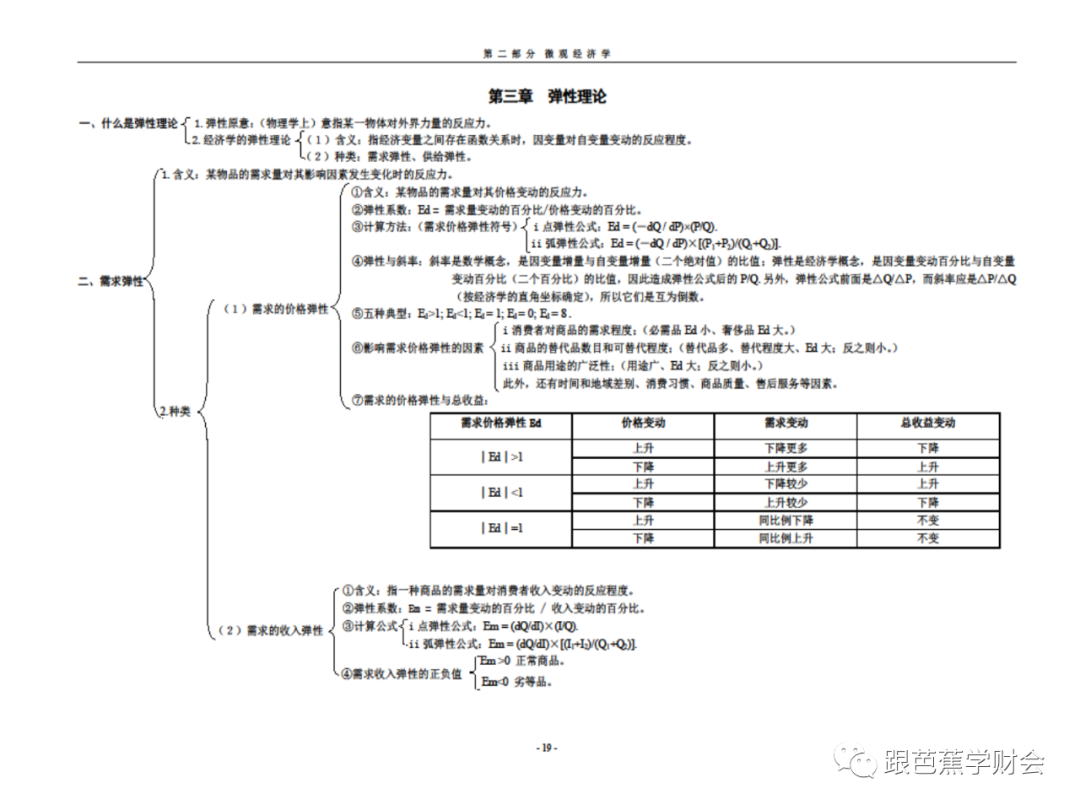 第二部分 微观经济学
第三章 弹性理论
一、什么是弹性理论
1.弹性原意:(物理学上)意指某一物体对外界力量的反应力。
2.经济学的弹性理论
(1)含义:指经济变量之间存在函数关系时,因变量对自变量变动的反应程度。
(2)种类:需求弹性、供给弹性。
二、需求弹性
1.含义:某物品的需求量对其影响因素发生变化时的反应力。
2.种类
(1)需求的价格弹性
①含义:某物品的需求量对其价格变动的反应力。
②弹性系数:Ed = 需求量变动的百分比/价格变动的百分比。
③计算方法:(需求价格弹性符号)
i 点弹性公式:Ed = (-dQ / dP)×(P/Q).
ii 弧弹性公式:Ed = (-dQ / dP)×[(P₁+P₂)/(Q₁+Q₂)].
④弹性与斜率:斜率是数学概念,是因变量增量与自变量增量(二个绝对值)的比值;弹性是经济学概念,是因变量变动百分比与自变量
变动百分比(二个百分比)的比值,因此造成弹性公式后的 P/Q.另外,弹性公式前面是△Q/△P,而斜率应是△P/△Q
(按经济学的直角坐标确定),所以它们是互为倒数。
⑤五种典型:Ed>1; Ed<1; Ed= 1; Ed= 0; Ed= 8 .
⑥影响需求价格弹性的因素
i 消费者对商品的需求程度;(必需品 Ed 小、奢侈品 Ed 大。)
ii 商品的替代品数目和可替代程度;(替代品多、替代程度大、Ed 大;反之则小。)
iii 商品用途的广泛性;(用途广、Ed 大;反之则小。)
此外,还有时间和地域差别、消费习惯、商品质量、售后服务等因素。
⑦需求的价格弹性与总收益:
需求价格弹性 Ed 价格变动 需求变动 总收益变动
|Ed|>1 上升 下降更多 下降
下降 上升更多 上升
|Ed|<1 上升 下降较少 上升
下降 上升较少 下降
|Ed|=1 上升 同比例下降 不变
下降 同比例上升 不变
(2)需求的收入弹性
①含义:指一种商品的需求量对消费者收入变动的反应程度。
②弹性系数:Em = 需求量变动的百分比 / 收入变动的百分比。
③计算公式
i 点弹性公式:Em = (dQ/dI)×(I/Q).
ii 弧弹性公式:Em = (dQ/dI)×[(I₁+I₂)/(Q₁+Q₂)].
④需求收入弹性的正负值
Em >0 正常商品。
Em<0 劣等品。
- 19 -
跟芭蕉学财会